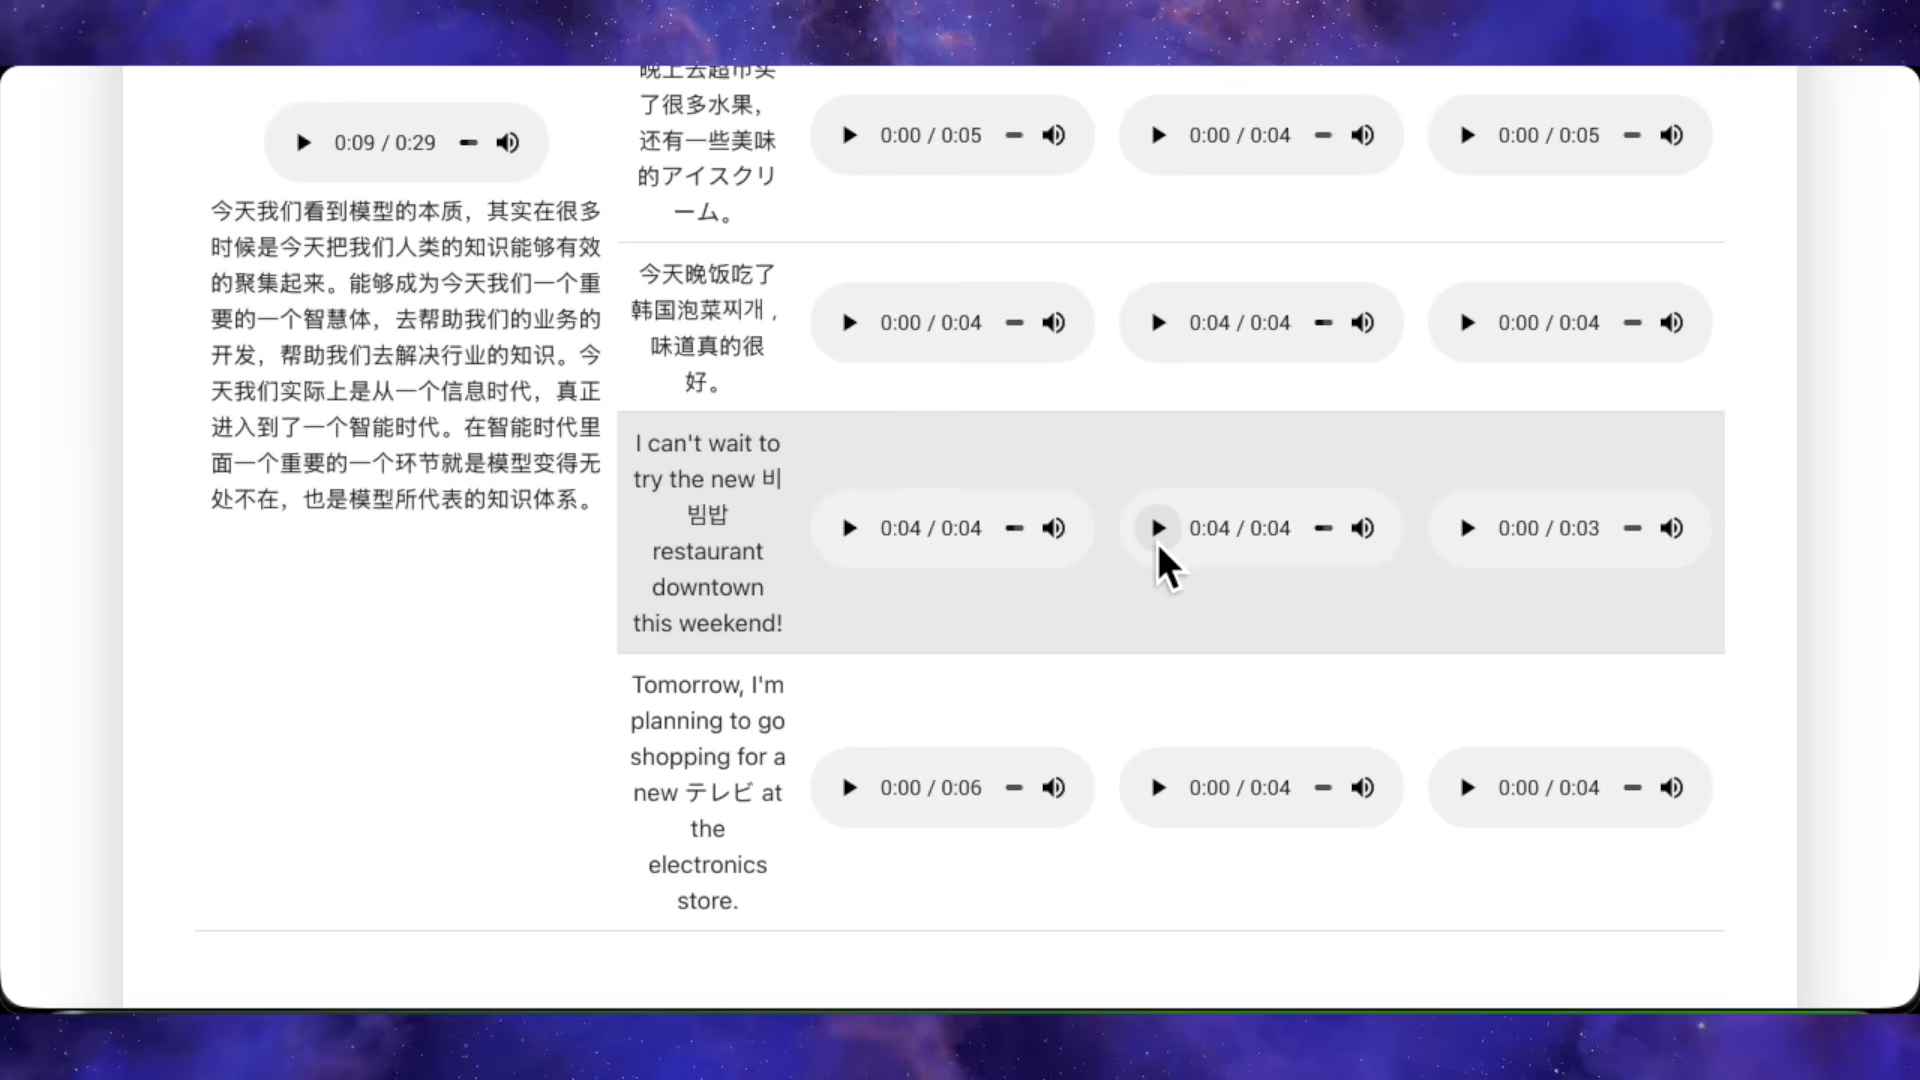 0:09 / 0:29
今天我们看到模型的本质，其实在很多
时候是今天把我们人类的知识能够有效
的聚集起来。能够成为今天我们一个重
要的一个智慧体，去帮助我们的业务的
开发，帮助我们去解决行业的知识。今
天我们实际上是从一个信息时代，真正
进入到了一个智能时代。在智能时代里
面一个重要的一个环节就是模型变得无
处不在，也是模型所代表的知识体系。
晚上去超市买
了很多水果，
还有一些美味
的アイスクリ
ーム。
0:00 / 0:05
0:00 / 0:04
0:00 / 0:05
今天晚饭吃了
韩国泡菜찌개，
味道真的很
好。
0:00 / 0:04
0:04 / 0:04
0:00 / 0:04
I can't wait to
try the new 비
빔밥
restaurant
downtown
this weekend!
0:04 / 0:04
0:04 / 0:04
0:00 / 0:03
Tomorrow, I'm
planning to go
shopping for a
new テレビ at
the
electronics
store.
0:00 / 0:06
0:00 / 0:04
0:00 / 0:04